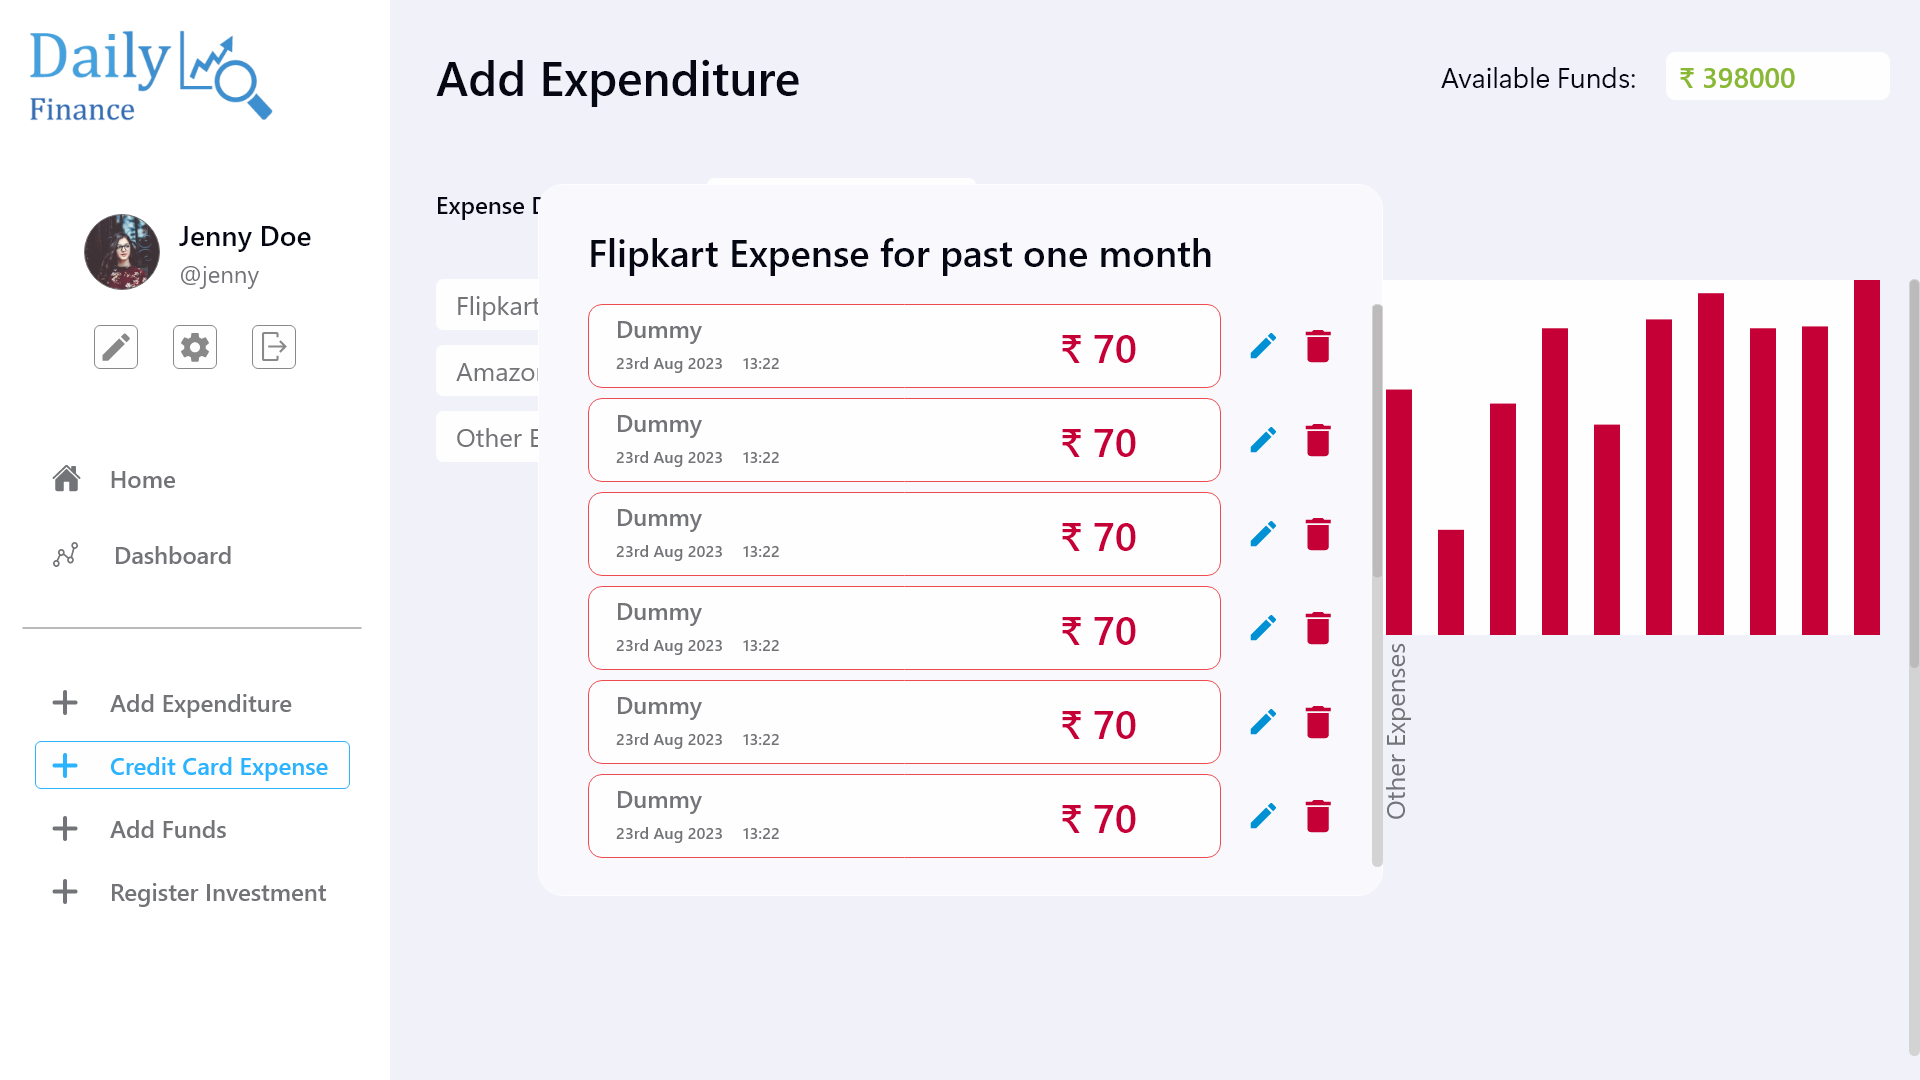 Daily
Finance
Jenny Doe
@jenny
Home
Dashboard
Add Expenditure
Credit Card Expense
Add Funds
Register Investment
Add Expenditure
Available Funds: ₹ 398000
Expense D
Flipkart
Amazon
Other E
Flipkart Expense for past one month
Dummy
23rd Aug 2023 13:22
₹ 70
Dummy
23rd Aug 2023 13:22
₹ 70
Dummy
23rd Aug 2023 13:22
₹ 70
Dummy
23rd Aug 2023 13:22
₹ 70
Dummy
23rd Aug 2023 13:22
₹ 70
Dummy
23rd Aug 2023 13:22
₹ 70
Other Expenses